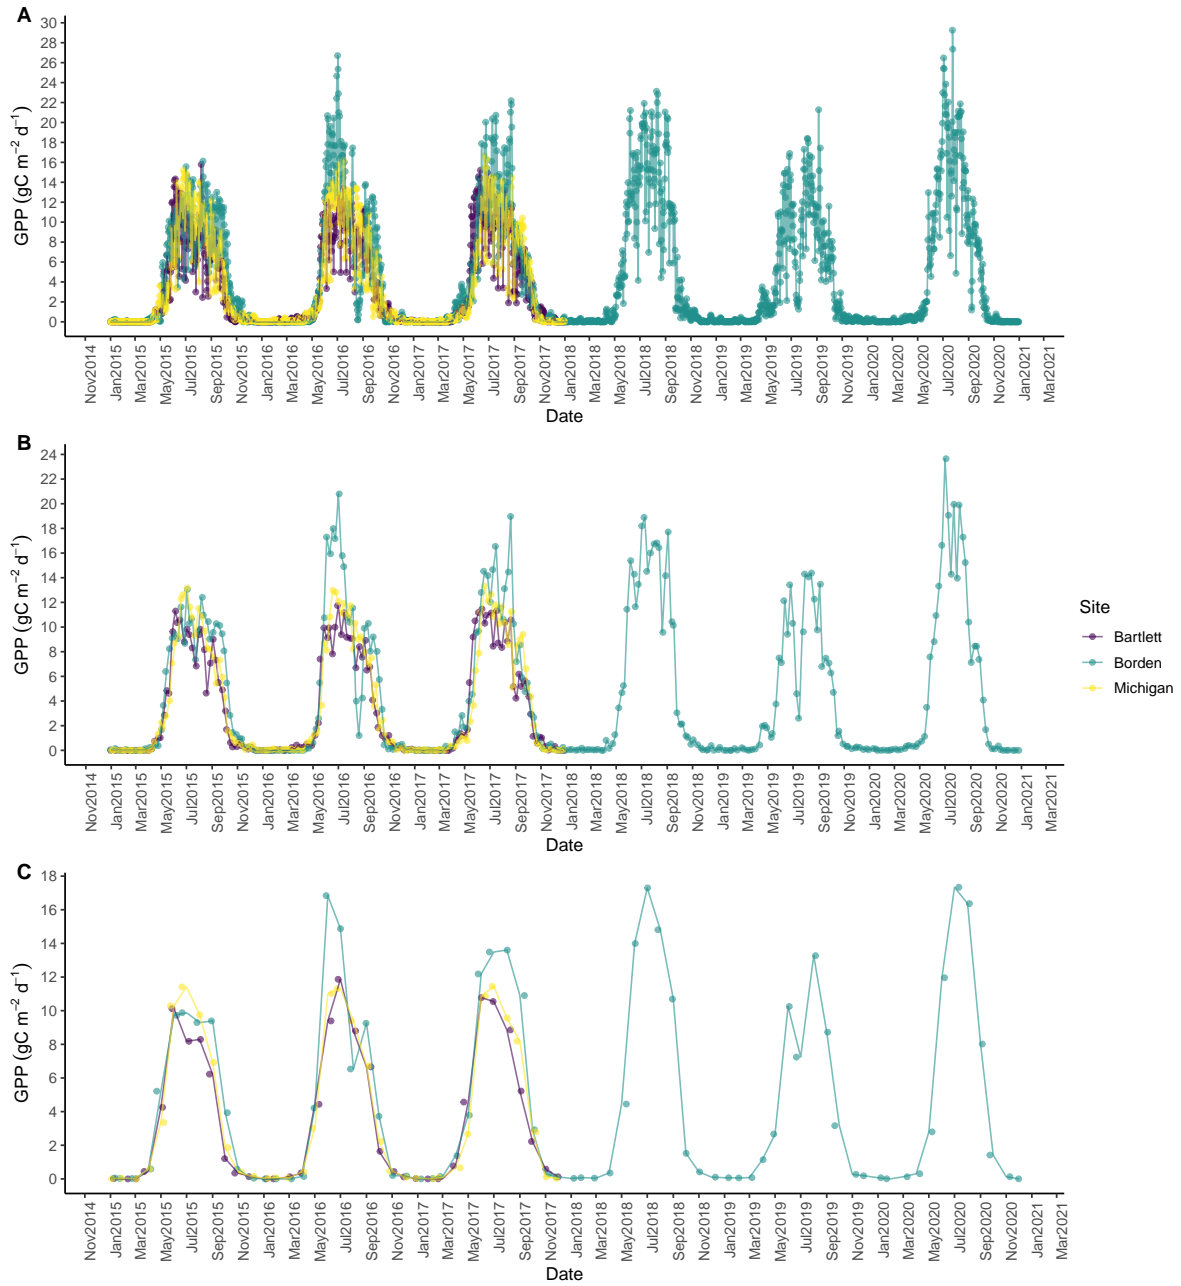 A
GPP (gC m⁻² d⁻¹)
30
28
26
24
22
20
18
16
14
12
10
8
6
4
2
0
Nov2014
Jan2015
Mar2015
May2015
Jul2015
Sep2015
Nov2015
Jan2016
Mar2016
May2016
Jul2016
Sep2016
Nov2016
Jan2017
Mar2017
May2017
Jul2017
Sep2017
Nov2017
Jan2018
Mar2018
May2018
Jul2018
Sep2018
Nov2018
Jan2019
Mar2019
May2019
Jul2019
Sep2019
Nov2019
Jan2020
Mar2020
May2020
Jul2020
Sep2020
Nov2020
Jan2021
Mar2021
Date
B
GPP (gC m⁻² d⁻¹)
24
22
20
18
16
14
12
10
8
6
4
2
0
Nov2014
Jan2015
Mar2015
May2015
Jul2015
Sep2015
Nov2015
Jan2016
Mar2016
May2016
Jul2016
Sep2016
Nov2016
Jan2017
Mar2017
May2017
Jul2017
Sep2017
Nov2017
Jan2018
Mar2018
May2018
Jul2018
Sep2018
Nov2018
Jan2019
Mar2019
May2019
Jul2019
Sep2019
Nov2019
Jan2020
Mar2020
May2020
Jul2020
Sep2020
Nov2020
Jan2021
Mar2021
Date
Site
Bartlett
Borden
Michigan
C
GPP (gC m⁻² d⁻¹)
18
16
14
12
10
8
6
4
2
0
Nov2014
Jan2015
Mar2015
May2015
Jul2015
Sep2015
Nov2015
Jan2016
Mar2016
May2016
Jul2016
Sep2016
Nov2016
Jan2017
Mar2017
May2017
Jul2017
Sep2017
Nov2017
Jan2018
Mar2018
May2018
Jul2018
Sep2018
Nov2018
Jan2019
Mar2019
May2019
Jul2019
Sep2019
Nov2019
Jan2020
Mar2020
May2020
Jul2020
Sep2020
Nov2020
Jan2021
Mar2021
Date